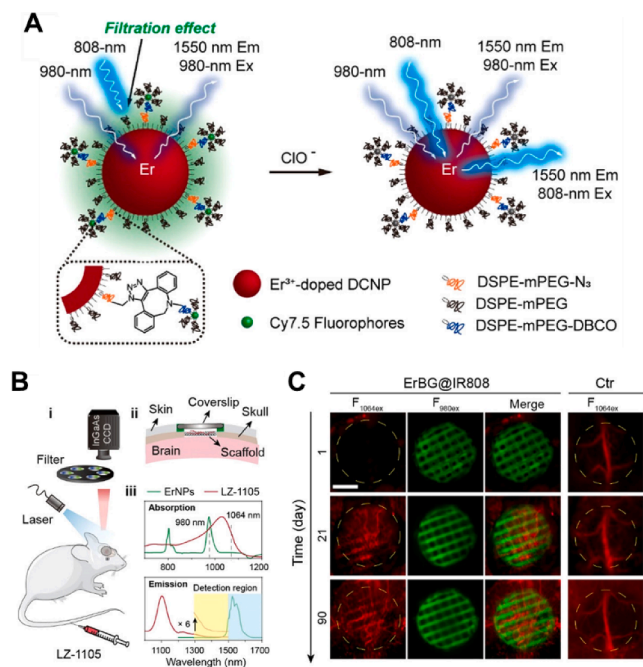 A
Filtration effect
808-nm
980-nm
1550 nm Em
980-nm Ex
Er
ClO⁻
980-nm
808-nm
1550 nm Em
980-nm Ex
Er
1550 nm Em
808-nm Ex
N=N
N
N
Er³⁺-doped DCNP
Cy7.5 Fluorophores
DSPE-mPEG-N₃
DSPE-mPEG
DSPE-mPEG-DBCO
B
i
InGaAs
CCD
Filter
Laser
LZ-1105
ii
Coverslip
Skin
Skull
Brain
Scaffold
iii
ErNPs LZ-1105
Absorption
980 nm
1064 nm
800 1000 1200
Emission
Detection region
× 6
1100 1300 1500 1700
Wavelength (nm)
C
ErBG@IR808
Ctr
F1064ex
F980ex
Merge
F1064ex
Time (day)
1
21
90